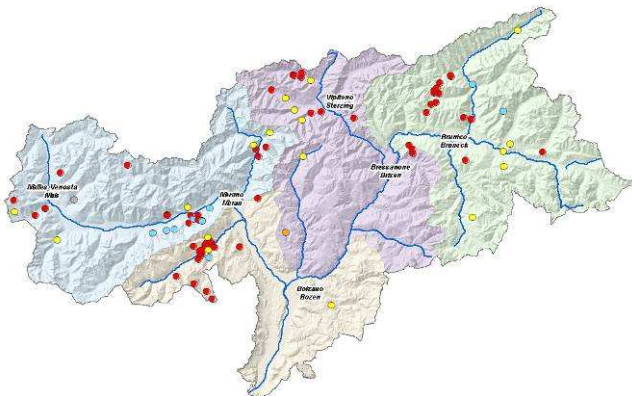 Vipiteno
Sterzing
Brunico
Bruneck
Bressanone
Brixen
Malles Venosta
Mals
Merano
Meran
Bolzano
Bozen